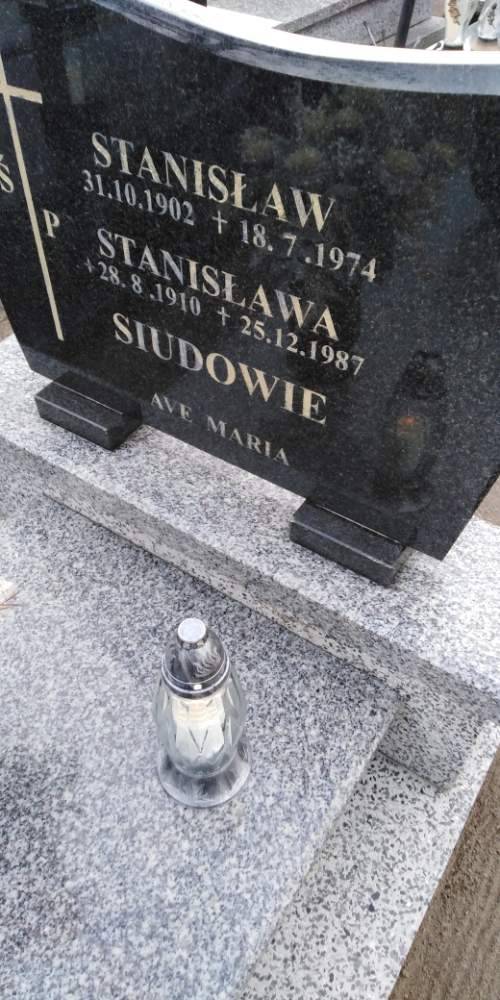 Ś P
STANISŁAW
31.10.1902 + 18.7.1974
STANISŁAWA
+28.8.1910 + 25.12.1987
SIUDOWIE
AVE MARIA